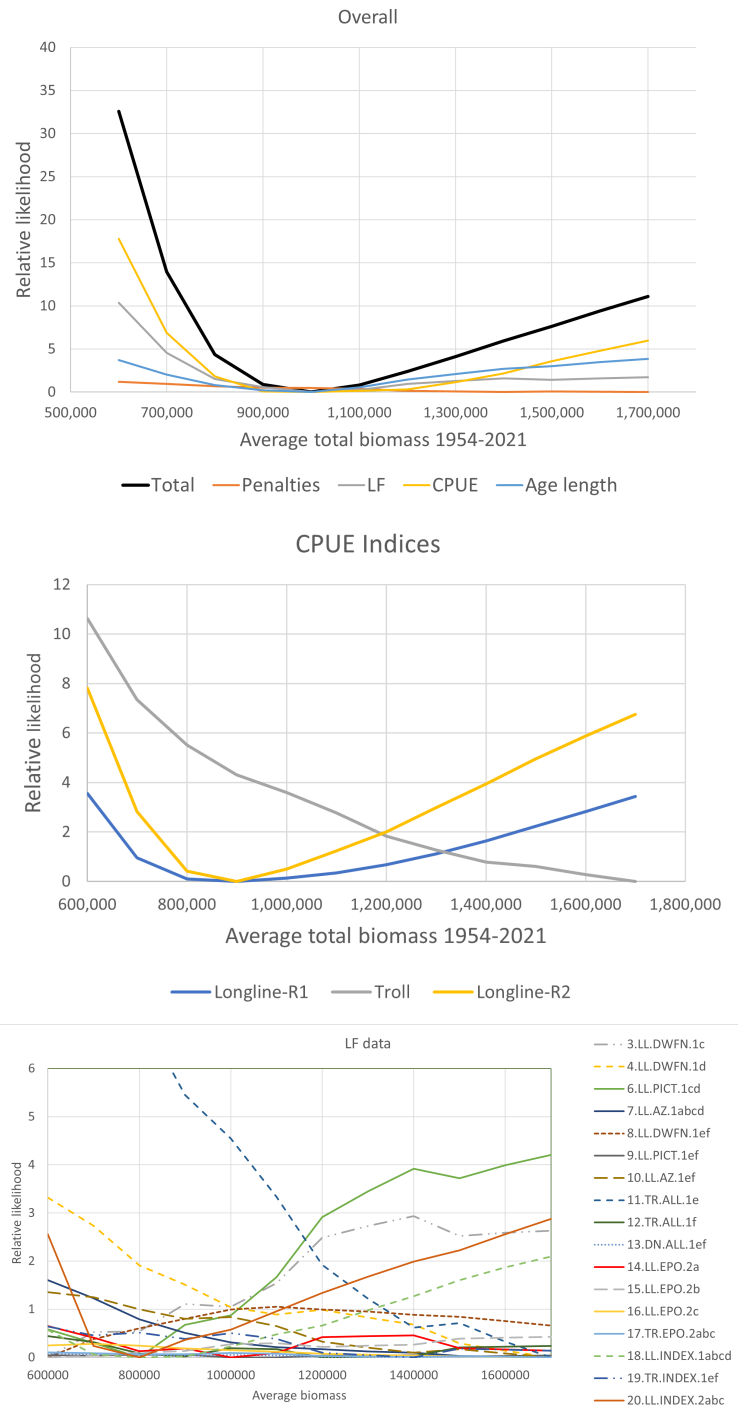 Overall
40
35
30
25
20
15
10
5
0
Relative likelihood
500,000 700,000 900,000 1,100,000 1,300,000 1,500,000 1,700,000
Average total biomass 1954-2021
Total Penalties LF CPUE Age length
CPUE Indices
12
10
8
6
4
2
0
Relative likelihood
600,000 800,000 1,000,000 1,200,000 1,400,000 1,600,000 1,800,000
Average total biomass 1954-2021
Longline-R1 Troll Longline-R2
LF data
6
5
4
3
2
1
0
Relative likelihood
600000 800000 1000000 1200000 1400000 1600000
Average biomass
3.LL.DWFN.1c
4.LL.DWFN.1d
6.LL.PICT.1cd
7.LL.AZ.1abcd
8.LL.DWFN.1ef
9.LL.PICT.1ef
10.LL.AZ.1ef
11.TR.ALL.1e
12.TR.ALL.1f
13.DN.ALL.1ef
14.LL.EPO.2a
15.LL.EPO.2b
16.LL.EPO.2c
17.TR.EPO.2abc
18.LL.INDEX.1abcd
19.TR.INDEX.1ef
20.LL.INDEX.2abc